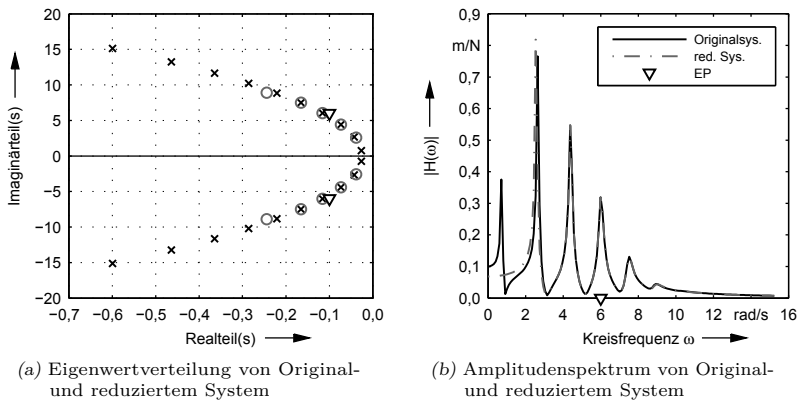 20
15
10
5
0
−5
−10
−15
−20
Imaginärteil(s)
−0,7 −0,6 −0,5 −0,4 −0,3 −0,2 −0,1 0,0
Realteil(s)
(a) Eigenwertverteilung von Original-
und reduziertem System
0,9
m/N
0,7
0,6
0,5
0,4
0,3
0,2
0,1
0,0
|H(ω)|
Originalsys.
red. Sys.
EP
0 2 4 6 8 10 12 rad/s 16
Kreisfrequenz ω
(b) Amplitudenspektrum von Original-
und reduziertem System